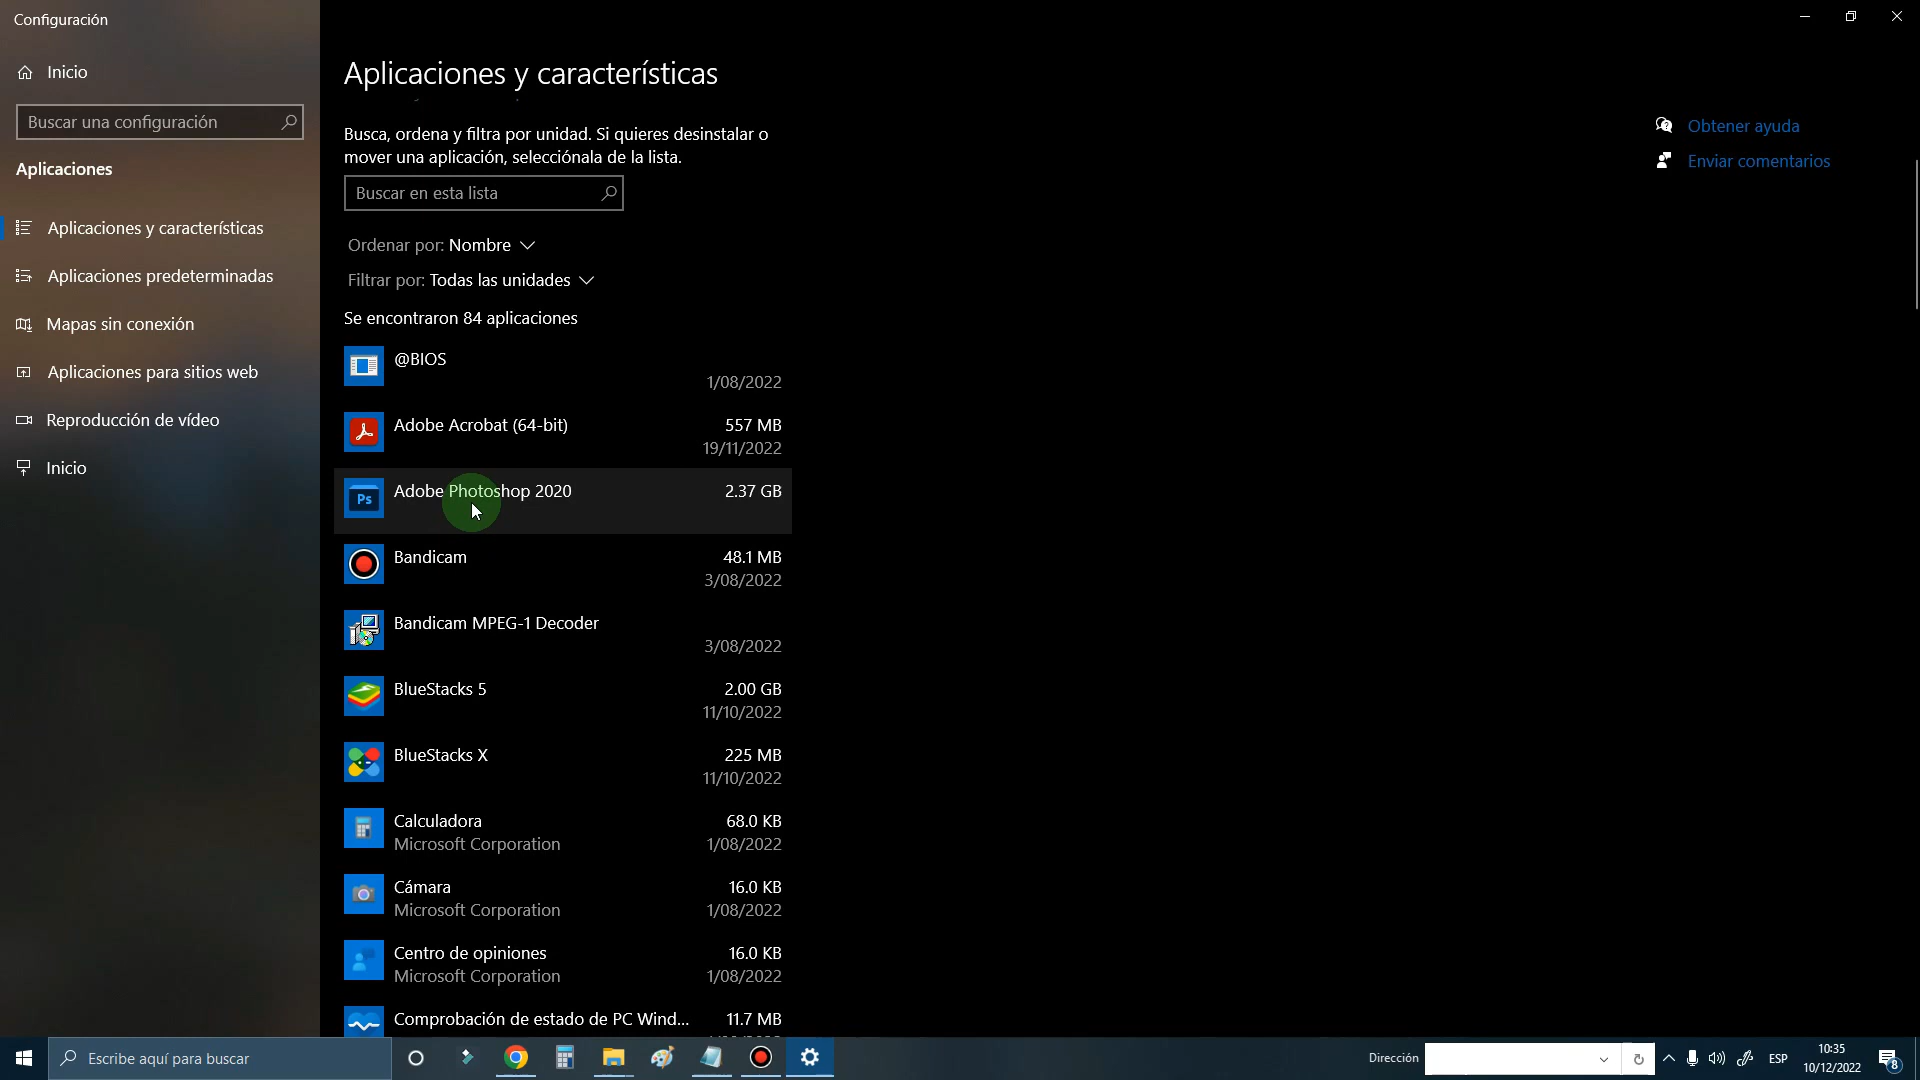 Configuración
Inicio
Buscar una configuración
Aplicaciones
Aplicaciones y características
Aplicaciones predeterminadas
Mapas sin conexión
Aplicaciones para sitios web
Reproducción de vídeo
Inicio
Aplicaciones y características
Busca, ordena y filtra por unidad. Si quieres desinstalar o
mover una aplicación, selecciónala de la lista.
Buscar en esta lista
Ordenar por: Nombre
Filtrar por: Todas las unidades
Se encontraron 84 aplicaciones
@BIOS
1/08/2022
Adobe Acrobat (64-bit) 557 MB
19/11/2022
Ps Adobe Photoshop 2020 2.37 GB
Bandicam 48.1 MB
3/08/2022
Bandicam MPEG-1 Decoder
3/08/2022
BlueStacks 5 2.00 GB
11/10/2022
BlueStacks X 225 MB
11/10/2022
Calculadora 68.0 KB
Microsoft Corporation 1/08/2022
Cámara 16.0 KB
Microsoft Corporation 1/08/2022
Centro de opiniones 16.0 KB
Microsoft Corporation 1/08/2022
Comprobación de estado de PC Wind... 11.7 MB
Obtener ayuda
Enviar comentarios
Escribe aquí para buscar
Dirección
ESP
10:35
10/12/2022
8